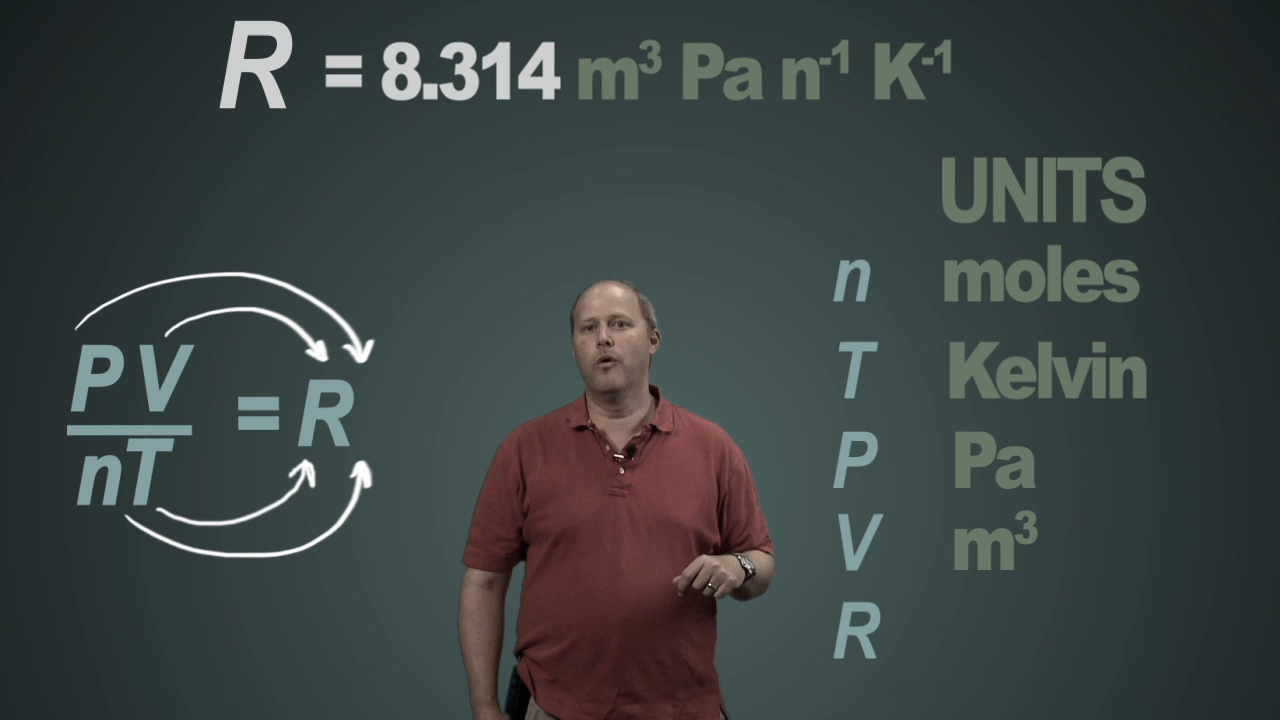 R = 8.314 m³ Pa n⁻¹ K⁻¹
UNITS
n moles
T Kelvin
P Pa
V m³
R
PV
nT
= R